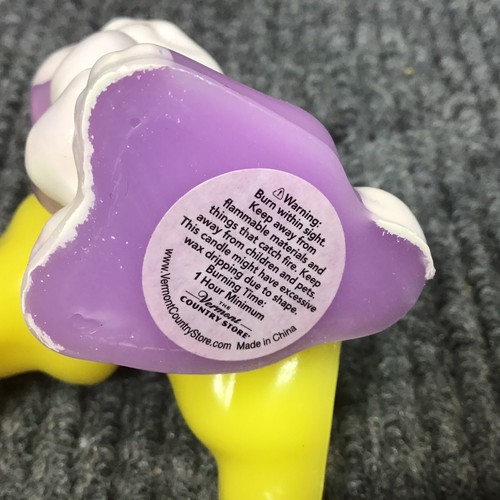 ⚠Warning:
Burn within sight.
Keep away from
flammable materials and
things that catch fire. Keep
away from children and pets.
This candle might have excessive
wax dripping due to shape.
Burning Time:
1 Hour Minimum
THE
Vermont
COUNTRY STORE®
www.VermontCountryStore.com Made in China